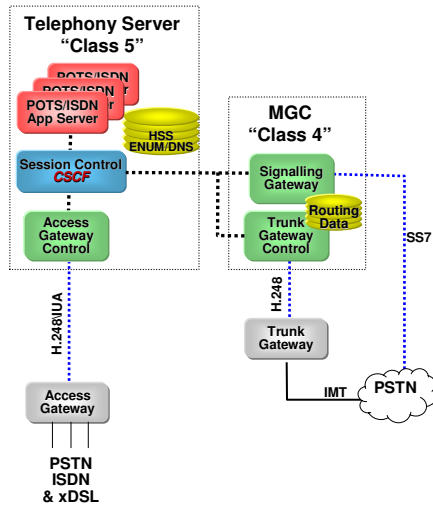 Telephony Server
“Class 5”
POTS/ISDN
POTS/ISDN
POTS/ISDN
App Server
HSS
ENUM/DNS
Session Control
CSCF
Access
Gateway
Control
H.248\IUA
Access
Gateway
PSTN
ISDN
& xDSL
MGC
“Class 4”
Signalling
Gateway
Routing
Data
Trunk
Gateway
Control
H.248
SS7
Trunk
Gateway
IMT
PSTN